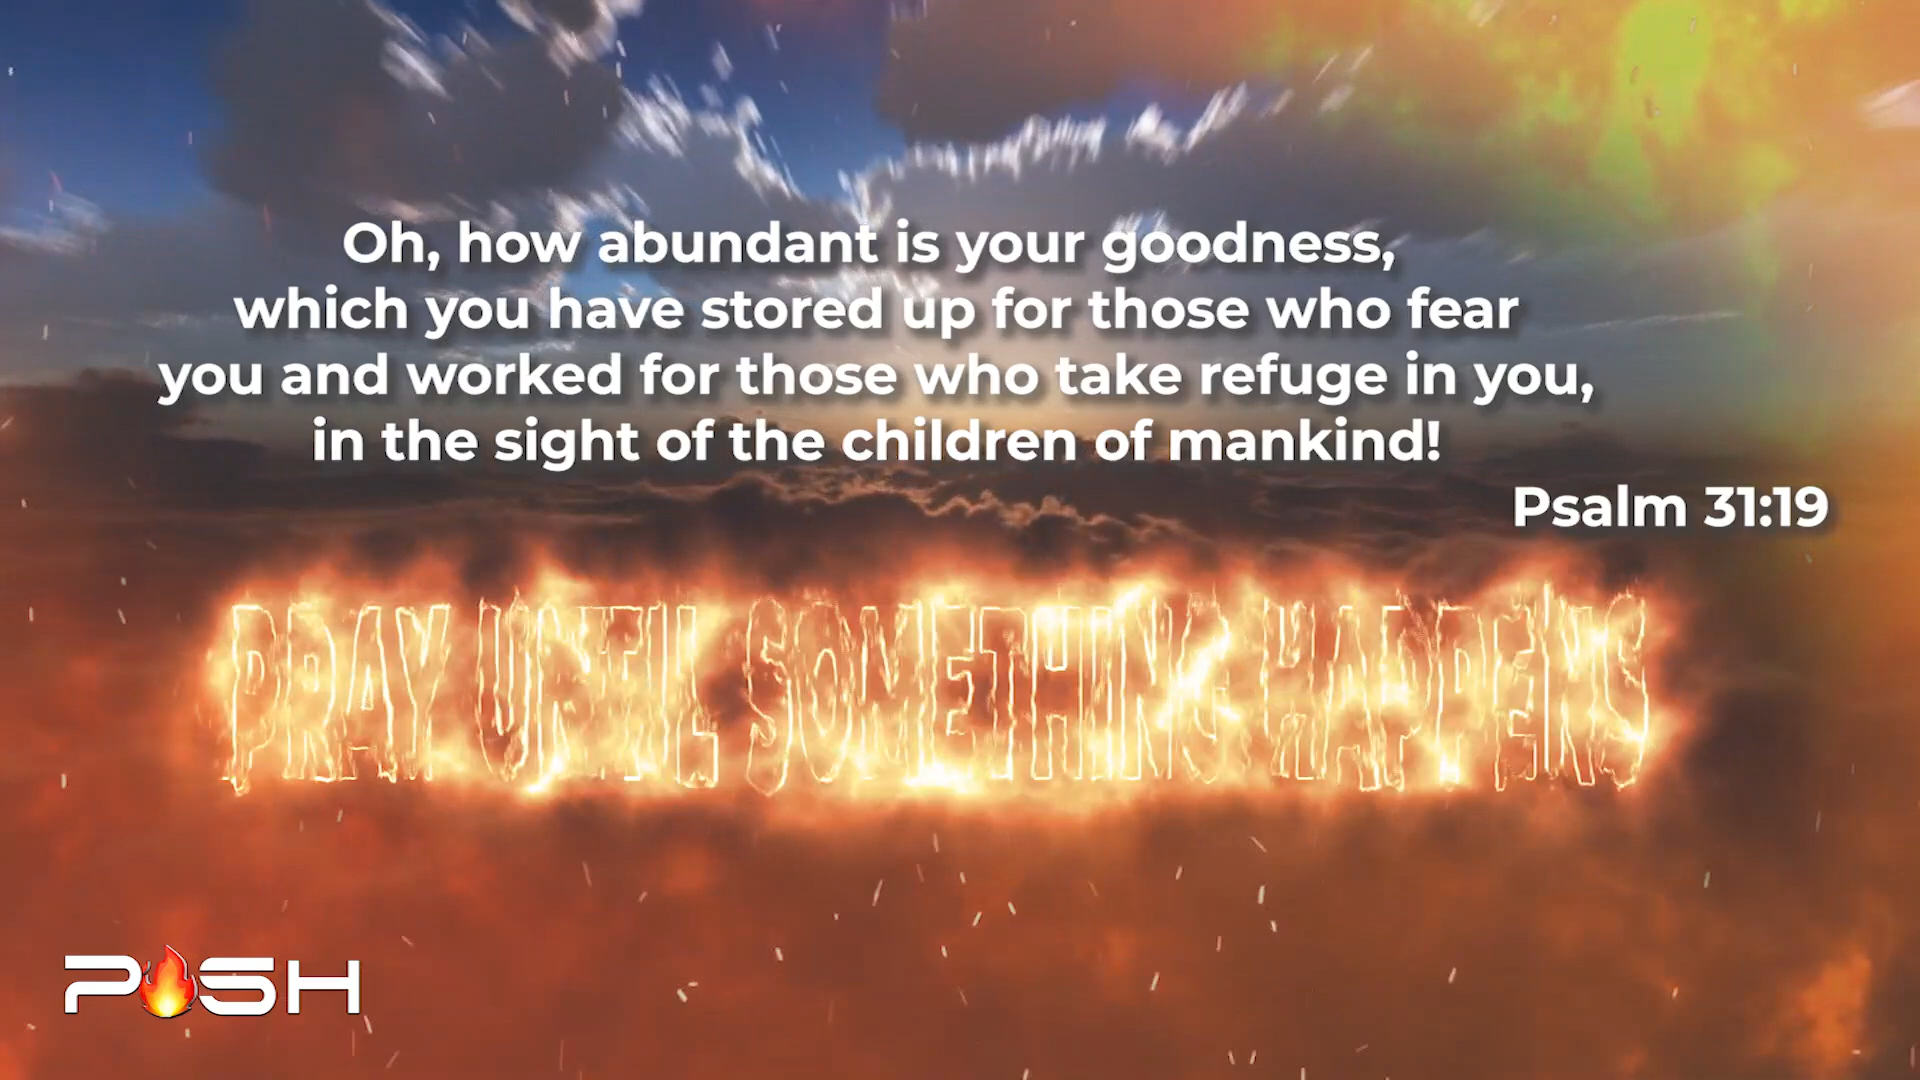 Oh, how abundant is your goodness,
which you have stored up for those who fear
you and worked for those who take refuge in you,
in the sight of the children of mankind!
Psalm 31:19
PRAY UNTIL SOMETHING HAPPENS
PUSH